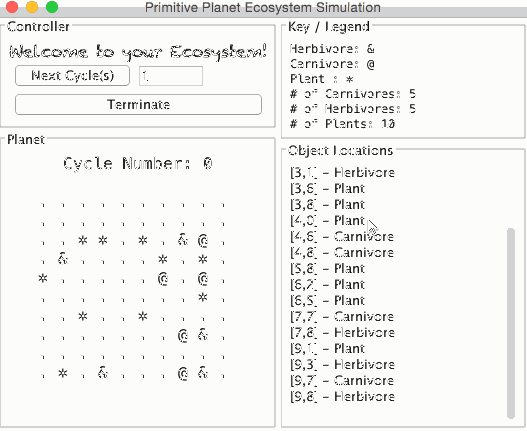 Primitive Planet Ecosystem Simulation
Controller
Welcome to your Ecosystem!
Next Cycle(s) 1
Terminate
Key / Legend
Herbivore: &
Carnivore: @
Plant : *
# of Carnivores: 5
# of Herbivores: 5
# of Plants: 10
Planet
Cycle Number: 0
. . . . . . . . . .
. . . . . . . . . .
. . * * . * . & @ .
. & . . . . * . * .
* . . . . . @ . @ .
. . . . . . . . * .
. . * . . * . . . .
. . . . . . . @ & .
. . . . . . . . . .
. * . & . . . @ & .
Object Locations
[3,1] - Herbivore
[3,6] - Plant
[3,8] - Plant
[4,0] - Plant
[4,6] - Carnivore
[4,8] - Carnivore
[5,8] - Plant
[6,2] - Plant
[6,5] - Plant
[7,7] - Carnivore
[7,8] - Herbivore
[9,1] - Plant
[9,3] - Herbivore
[9,7] - Carnivore
[9,8] - Herbivore